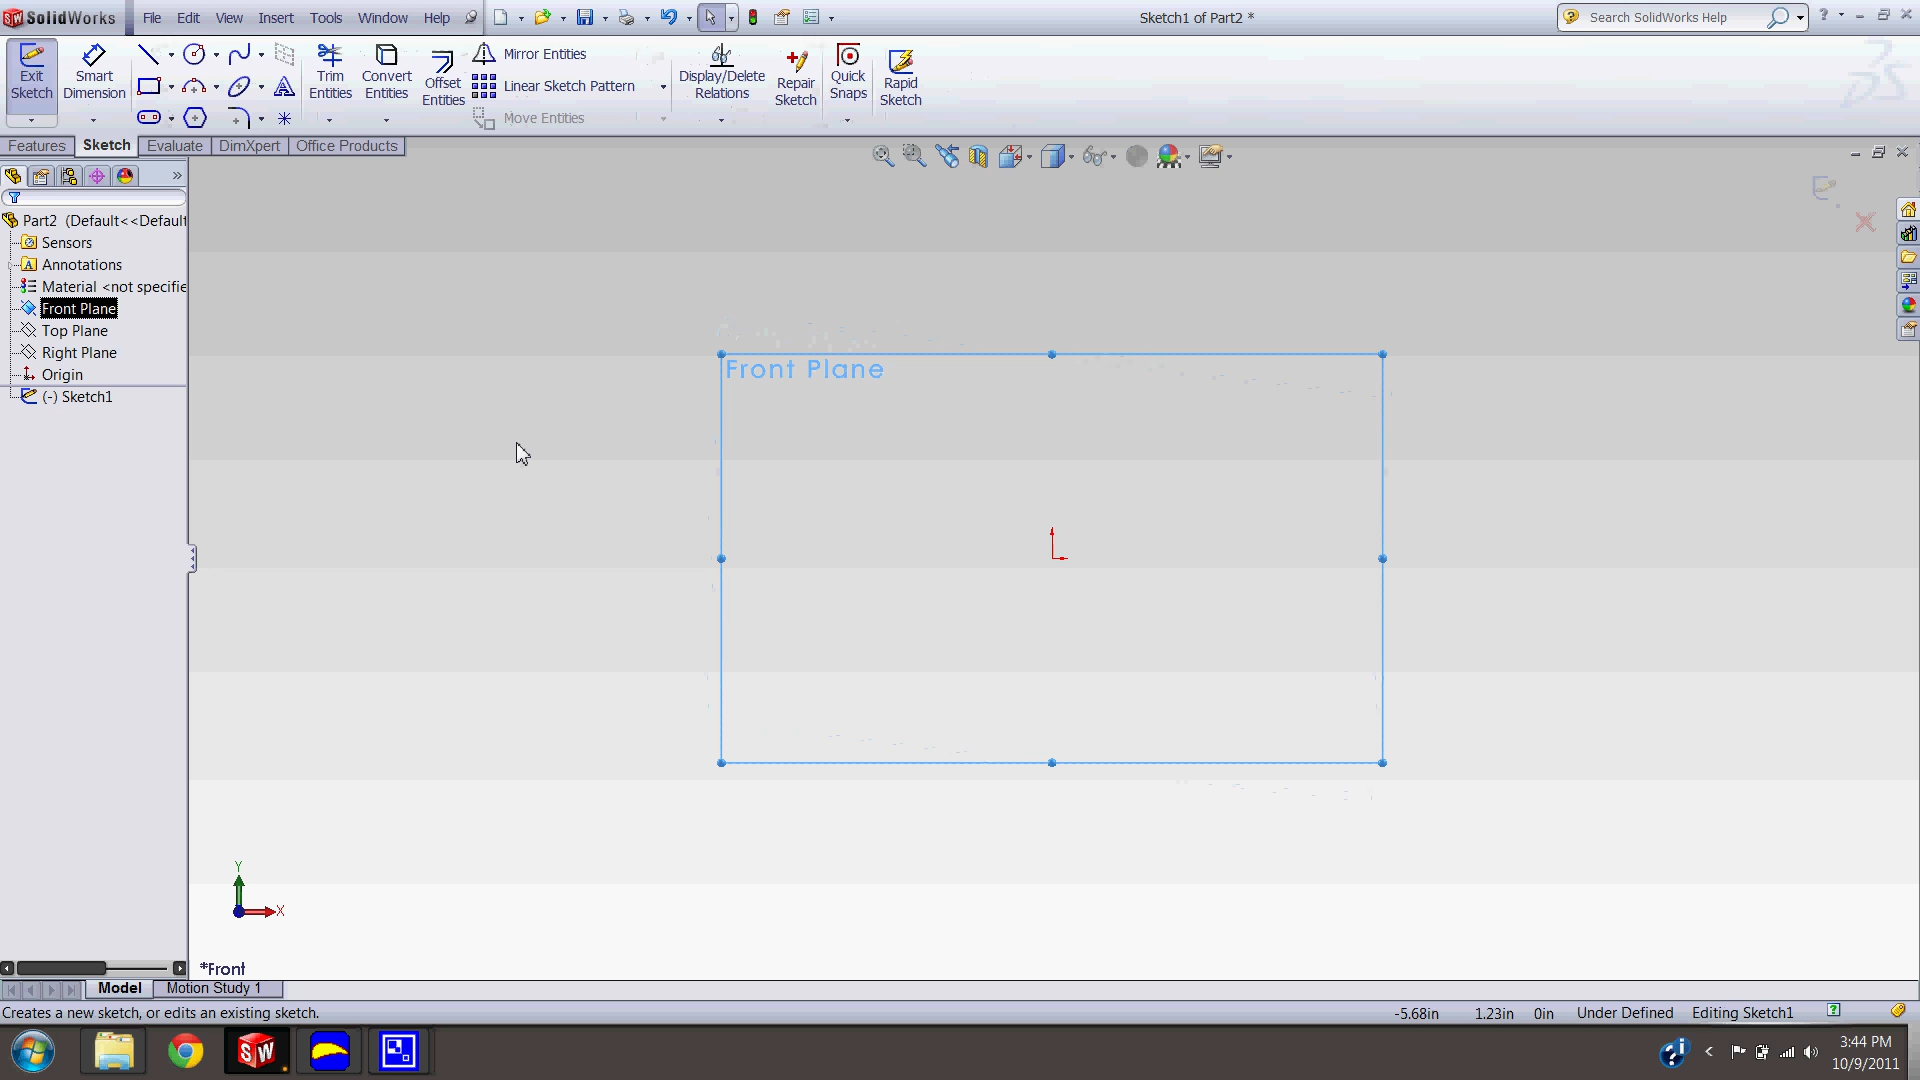 SW SolidWorks File Edit View Insert Tools Window Help Sketch1 of Part2 * Search SolidWorks Help ?
Exit Sketch
Smart Dimension
Trim Entities
Convert Entities
Offset Entities
Mirror Entities
Linear Sketch Pattern
Move Entities
Display/Delete Relations
Repair Sketch
Quick Snaps
Rapid Sketch
Features Sketch Evaluate DimXpert Office Products
Part2 (Default<<Default
Sensors
Annotations
Material <not specifie
Front Plane
Top Plane
Right Plane
Origin
(-) Sketch1
Front Plane
Y
X
*Front
Model Motion Study 1
Creates a new sketch, or edits an existing sketch. -5.68in 1.23in 0in Under Defined Editing Sketch1 ?
SW
3:44 PM
10/9/2011